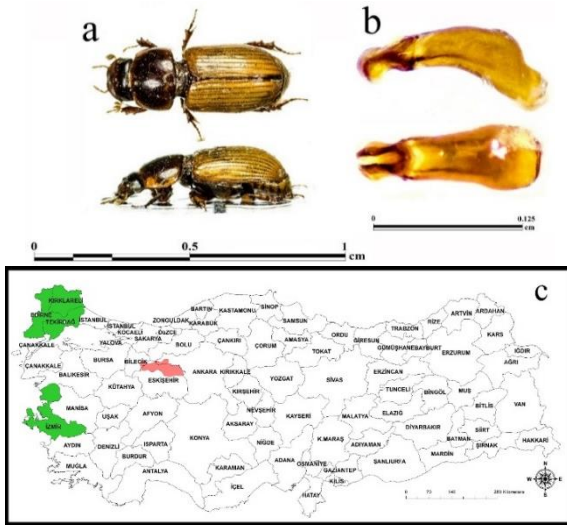 a
b
0
0.5
1
cm
0
0.125
cm
c
KIRKLARELİ
EDİRNE
TEKİRDAĞ
İSTANBUL
İSTANBUL
KOCAELİ
YALOVA
SAKARYA
DÜZCE
ZONGULDAK
BARTIN
KARABÜK
KASTAMONU
SİNOP
SAMSUN
ORDU
GİRESUN
TRABZON
RİZE
ARTVİN
ARDAHAN
KARS
ÇANAKKALE
ÇANAKKALE
BALIKESİR
BURSA
BİLECİK
BOLU
ÇANKIRI
ÇORUM
AMASYA
TOKAT
GÜMÜŞHANE
BAYBURT
ERZURUM
IĞDIR
AĞRI
KÜTAHYA
ESKİŞEHİR
ANKARA
KIRIKKALE
YOZGAT
SİVAS
ERZİNCAN
TUNCELİ
BİNGÖL
MUŞ
MANİSA
UŞAK
AFYON
KIRŞEHİR
NEVŞEHİR
KAYSERİ
MALATYA
ELAZIĞ
BİTLİS
VAN
İZMİR
AYDIN
DENİZLİ
ISPARTA
KONYA
AKSARAY
NİĞDE
K.MARAŞ
ADIYAMAN
DİYARBAKIR
BATMAN
SİİRT
ŞIRNAK
HAKKARİ
MUĞLA
BURDUR
ANTALYA
KARAMAN
İÇEL
ADANA
OSMANİYE
GAZİANTEP
KİLİS
HATAY
ŞANLIURYA
MARDİN
N
W
E
S